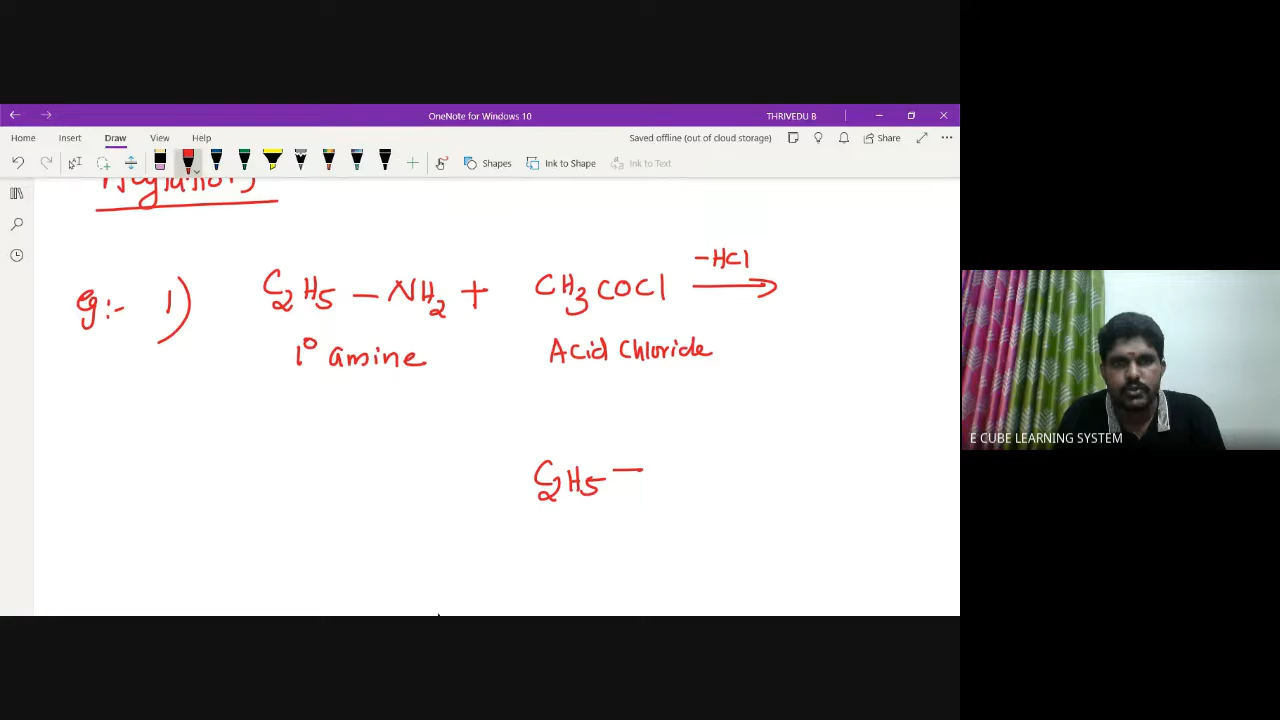 OneNote for Windows 10
THRIVEDU B
Home Insert Draw View Help
Saved offline (out of cloud storage)
Share
Shapes
Ink to Shape
Ink to Text
-HCl
eg:- 1) C2H5 - NH2 + CH3COCl
1° amine Acid Chloride
C2H5 -
E CUBE LEARNING SYSTEM